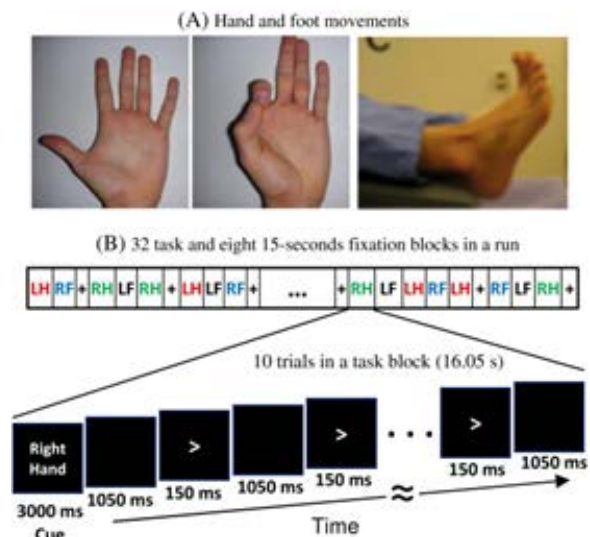 (A) Hand and foot movements
(B) 32 task and eight 15-seconds fixation blocks in a run
LH RF + RH LF RH + LH LF RF + ... + RH LF LH RF LH + RF LF RH +
10 trials in a task block (16.05 s)
Right
Hand
> > >
3000 ms 1050 ms 150 ms 1050 ms 150 ms 150 ms 1050 ms
Cue
Time